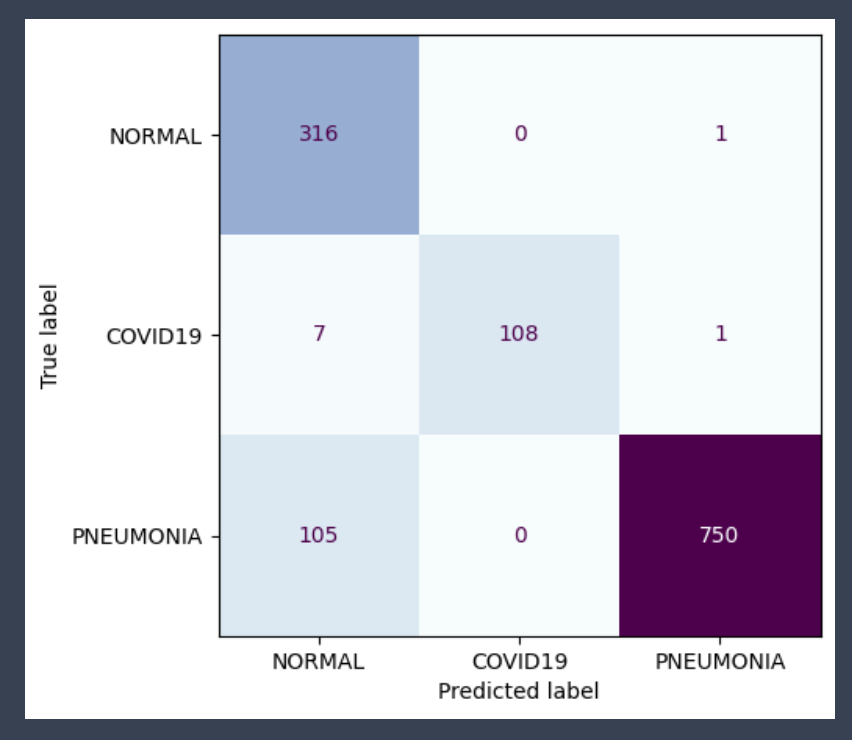 NORMAL 316 0 1
COVID19 7 108 1
PNEUMONIA 105 0 750
True label
NORMAL COVID19 PNEUMONIA
Predicted label